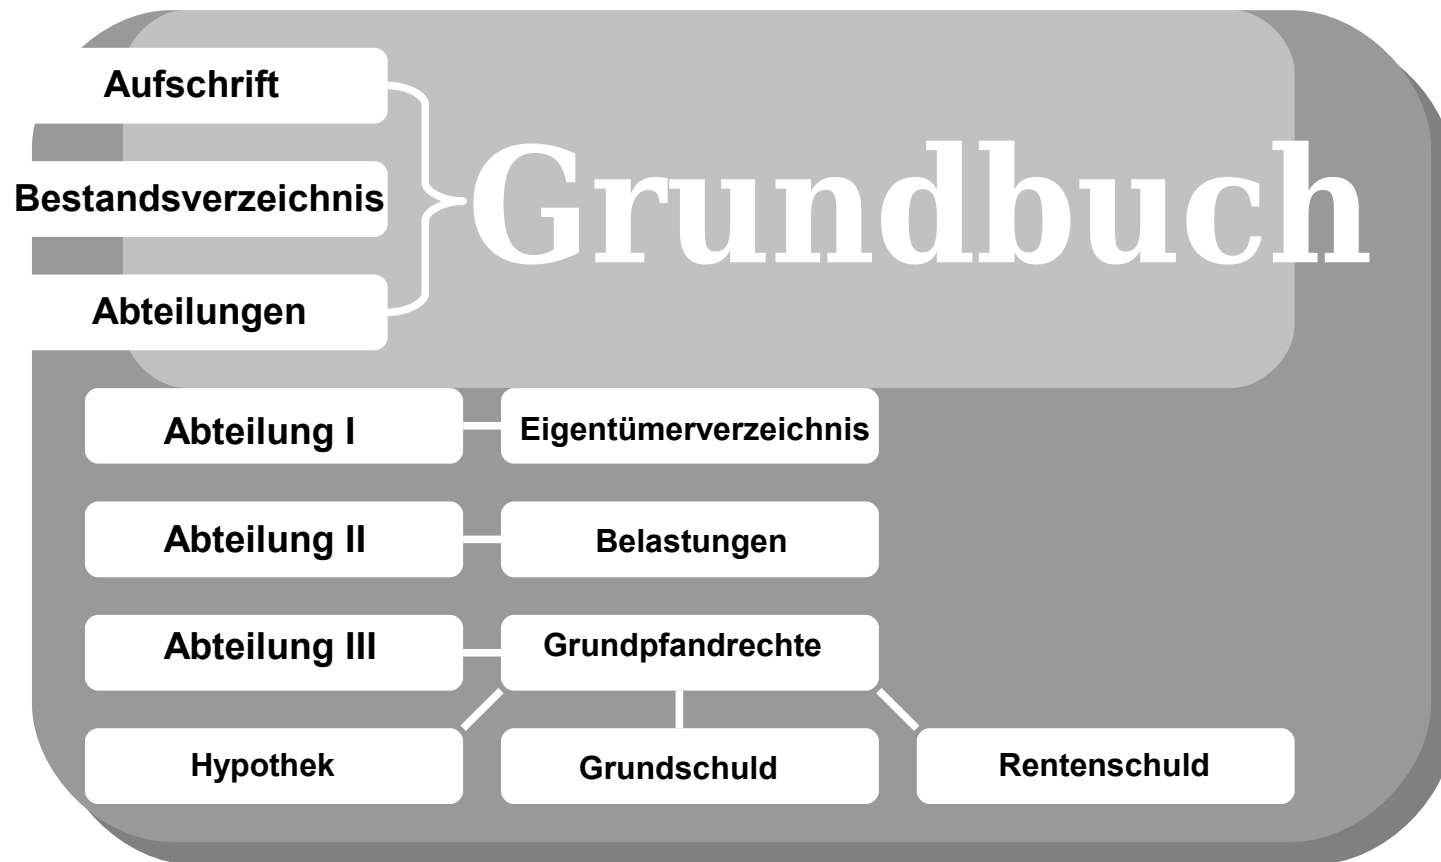 Aufschrift
Bestandsverzeichnis
Abteilungen
Grundbuch
Abteilung I
Eigentümerverzeichnis
Abteilung II
Belastungen
Abteilung III
Grundpfandrechte
Hypothek
Grundschuld
Rentenschuld